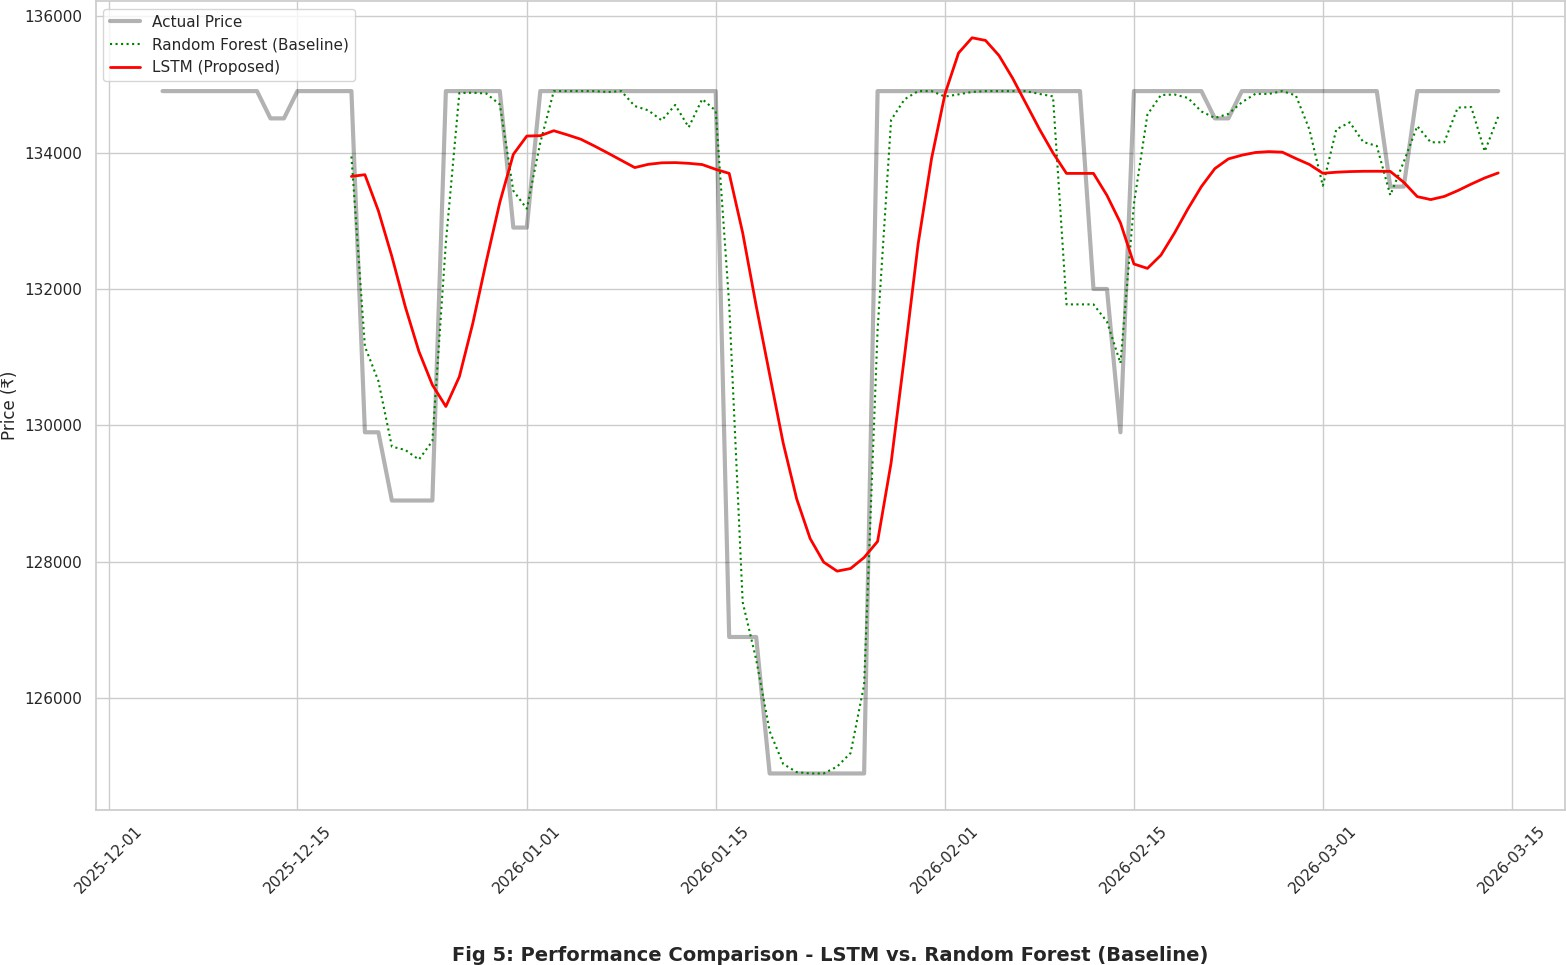 Actual Price
Random Forest (Baseline)
LSTM (Proposed)
136000
134000
132000
130000
128000
126000
Price (₹)
2025-12-01
2025-12-15
2026-01-01
2026-01-15
2026-02-01
2026-02-15
2026-03-01
2026-03-15
Fig 5: Performance Comparison - LSTM vs. Random Forest (Baseline)